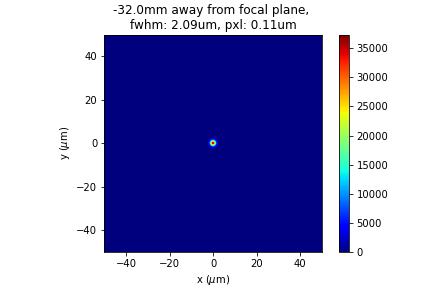 -32.0mm away from focal plane,
fwhm: 2.09um, pxl: 0.11um
40
20
0
−20
−40
y (μm)
−40 −20 0 20 40
x (μm)
35000
30000
25000
20000
15000
10000
5000
0